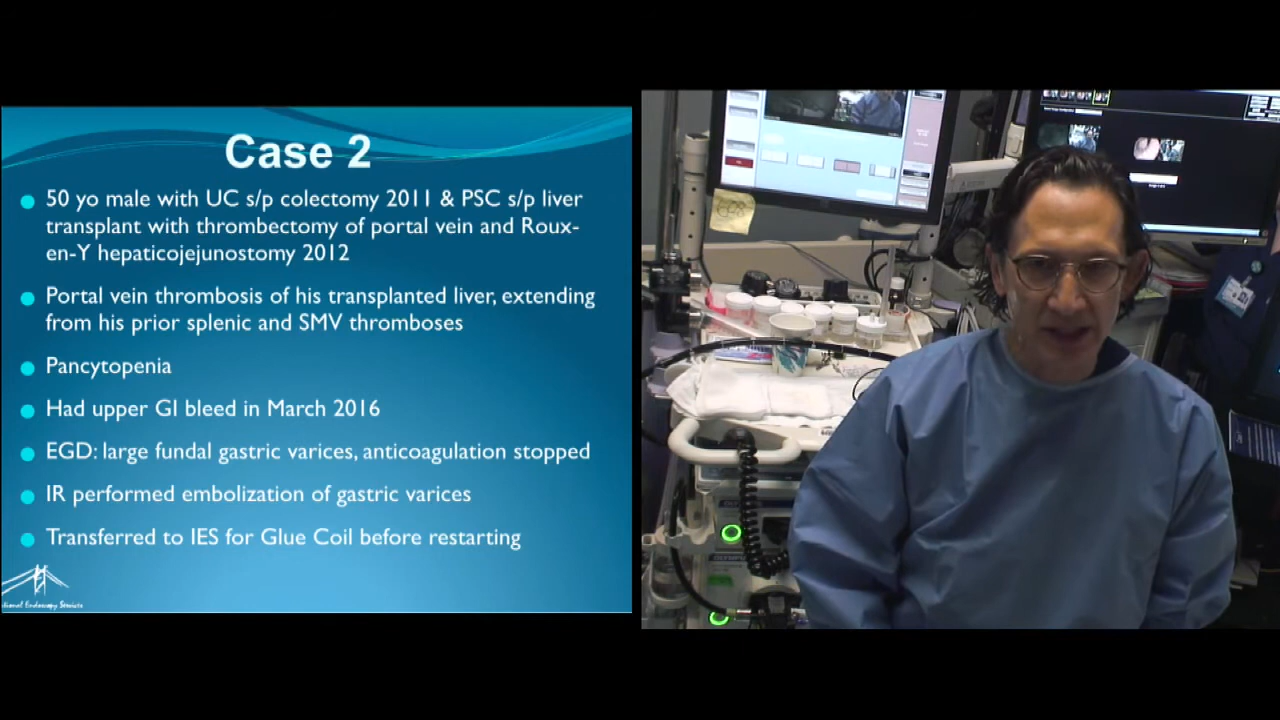 Case 2
50 yo male with UC s/p colectomy 2011 & PSC s/p liver
transplant with thrombectomy of portal vein and Roux-
en-Y hepaticojejunostomy 2012
Portal vein thrombosis of his transplanted liver, extending
from his prior splenic and SMV thromboses
Pancytopenia
Had upper GI bleed in March 2016
EGD: large fundal gastric varices, anticoagulation stopped
IR performed embolization of gastric varices
Transferred to IES for Glue Coil before restarting
Endoscopy Services